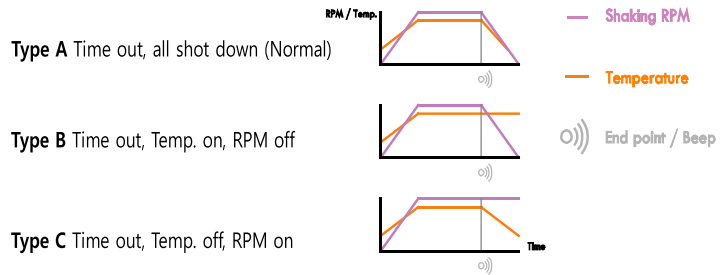 RPM / Temp.
Shaking RPM
Type A Time out, all shot down (Normal)
Temperature
Type B Time out, Temp. on, RPM off
End point / Beep
Type C Time out, Temp. off, RPM on
Time